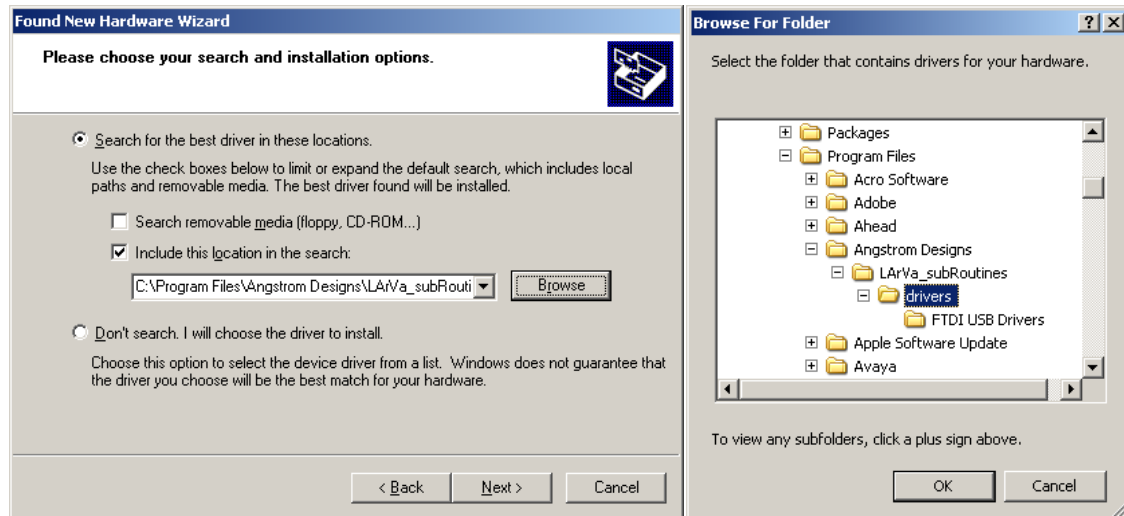 Found New Hardware Wizard
Please choose your search and installation options.
Search for the best driver in these locations.
Use the check boxes below to limit or expand the default search, which includes local
paths and removable media. The best driver found will be installed.
Search removable media (floppy, CD-ROM...)
Include this location in the search:
C:\Program Files\Angstrom Designs\LArVa_subRouti
Browse
Don't search. I will choose the driver to install.
Choose this option to select the device driver from a list. Windows does not guarantee that
the driver you choose will be the best match for your hardware.
< Back
Next >
Cancel
Browse For Folder
Select the folder that contains drivers for your hardware.
Packages
Program Files
Acro Software
Adobe
Ahead
Angstrom Designs
LArVa_subRoutines
drivers
FTDI USB Drivers
Apple Software Update
Avaya
To view any subfolders, click a plus sign above.
OK
Cancel